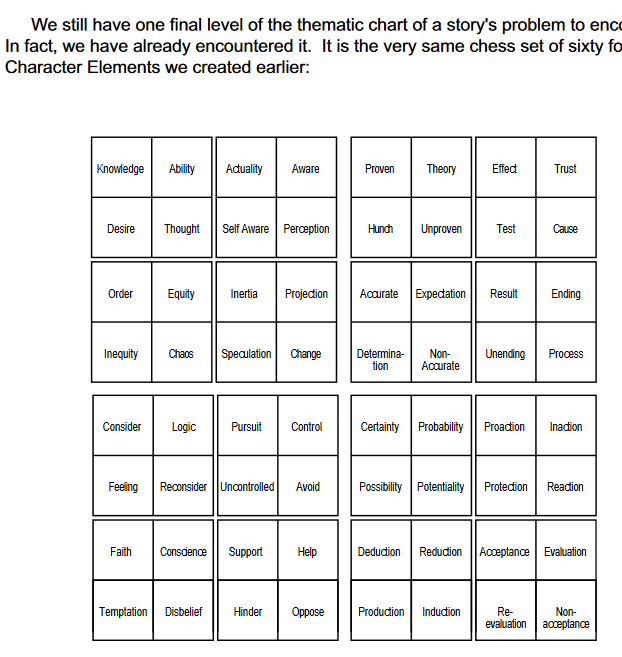 We still have one final level of the thematic chart of a story's problem to enc
In fact, we have already encountered it. It is the very same chess set of sixty fo
Character Elements we created earlier:
Knowledge Ability Actuality Aware Proven Theory Effect Trust
Desire Thought Self Aware Perception Hunch Unproven Test Cause
Order Equity Inertia Projection Accurate Expectation Result Ending
Inequity Chaos Speculation Change Determina- Non- Unending Process
tion Accurate
Consider Logic Pursuit Control Certainty Probability Proaction Inaction
Feeling Reconsider Uncontrolled Avoid Possibility Potentiality Protection Reaction
Faith Conscience Support Help Deduction Reduction Acceptance Evaluation
Temptation Disbelief Hinder Oppose Production Induction Re- Non-
evaluation acceptance